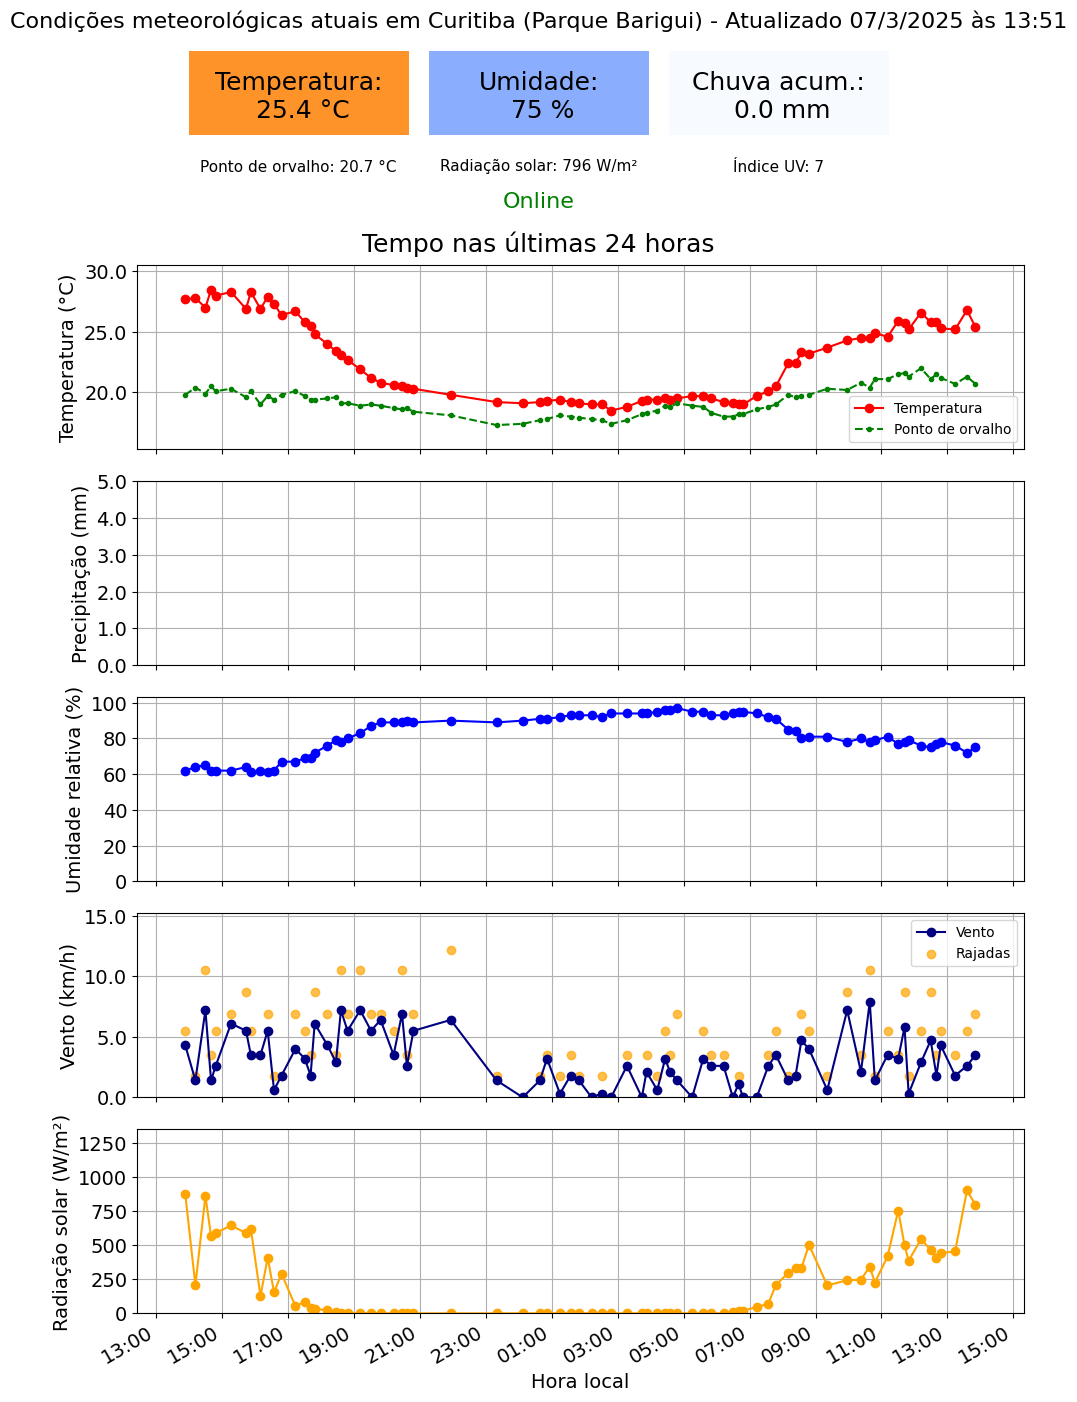 Condições meteorológicas atuais em Curitiba (Parque Barigui) - Atualizado 07/3/2025 às 13:51
Temperatura:
25.4 °C
Umidade:
75 %
Chuva acum.:
0.0 mm
Ponto de orvalho: 20.7 °C
Radiação solar: 796 W/m²
Índice UV: 7
Online
Tempo nas últimas 24 horas
Temperatura (°C)
30.0
25.0
20.0
Temperatura
Ponto de orvalho
Precipitação (mm)
5.0
4.0
3.0
2.0
1.0
0.0
Umidade relativa (%)
100
80
60
40
20
0
Vento (km/h)
15.0
10.0
5.0
0.0
Vento
Rajadas
Radiação solar (W/m²)
1250
1000
750
500
250
0
13:00
15:00
17:00
19:00
21:00
23:00
01:00
03:00
05:00
07:00
09:00
11:00
13:00
15:00
Hora local